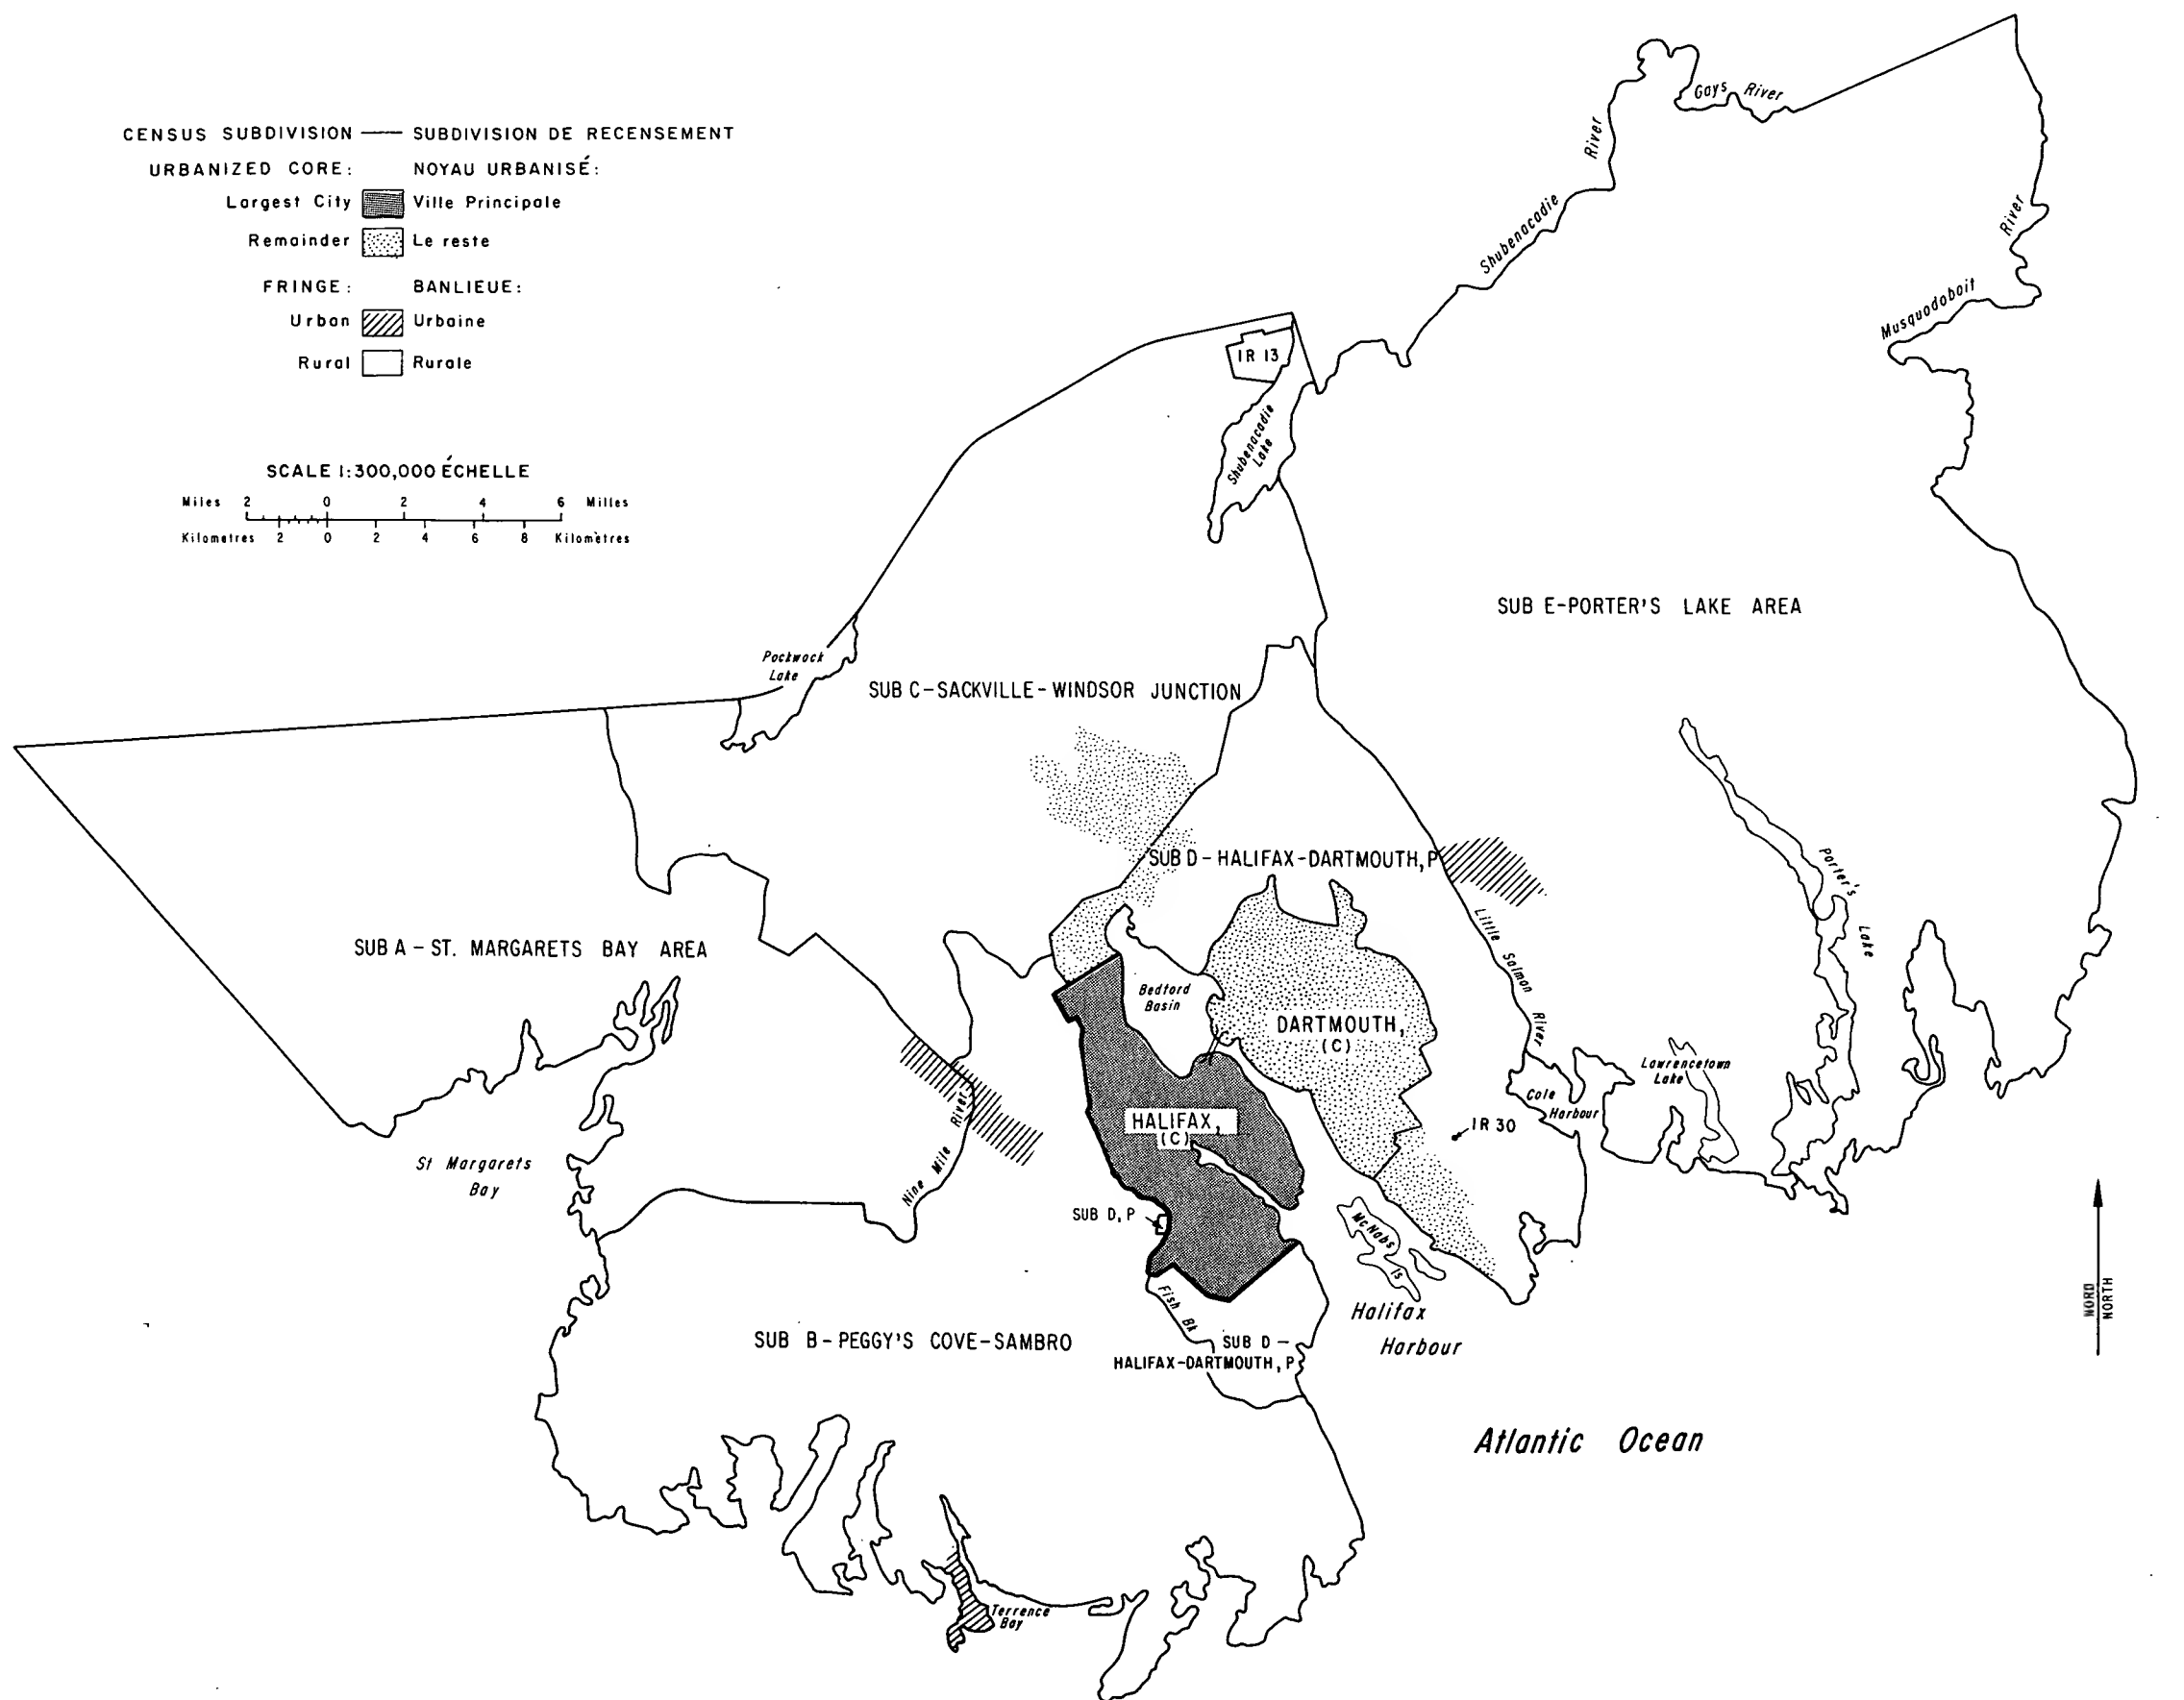 CENSUS SUBDIVISION — SUBDIVISION DE RECENSEMENT
URBANIZED CORE: NOYAU URBANISÉ:
Largest City Ville Principale
Remainder Le reste
FRINGE: BANLIEUE:
Urban Urbaine
Rural Rurale
SCALE 1:300,000 ÉCHELLE
Miles 2 0 2 4 6 Milles
Kilometres 2 0 2 4 6 8 Kilomètres
Gays River
Shubenacadie River
Musquodoboit River
IR 13
Shubenacadie
Lake
SUB E-PORTER'S LAKE AREA
Pockwock
Lake
SUB C-SACKVILLE-WINDSOR JUNCTION
SUB D-HALIFAX-DARTMOUTH, P
Porter's Lake
Little Salmon River
SUB A-ST. MARGARETS BAY AREA
Bedford
Basin
DARTMOUTH,
(C)
Lawrencetown
Lake
Cole
Harbour
HALIFAX,
(C)
IR 30
Nine Mile River
St Margarets
Bay
SUB D, P
McNabs
Is
Fish Bk
Halifax
Harbour
SUB B-PEGGY'S COVE-SAMBRO
SUB D-
HALIFAX-DARTMOUTH, P
NORD
NORTH
Atlantic Ocean
Terrence
Bay